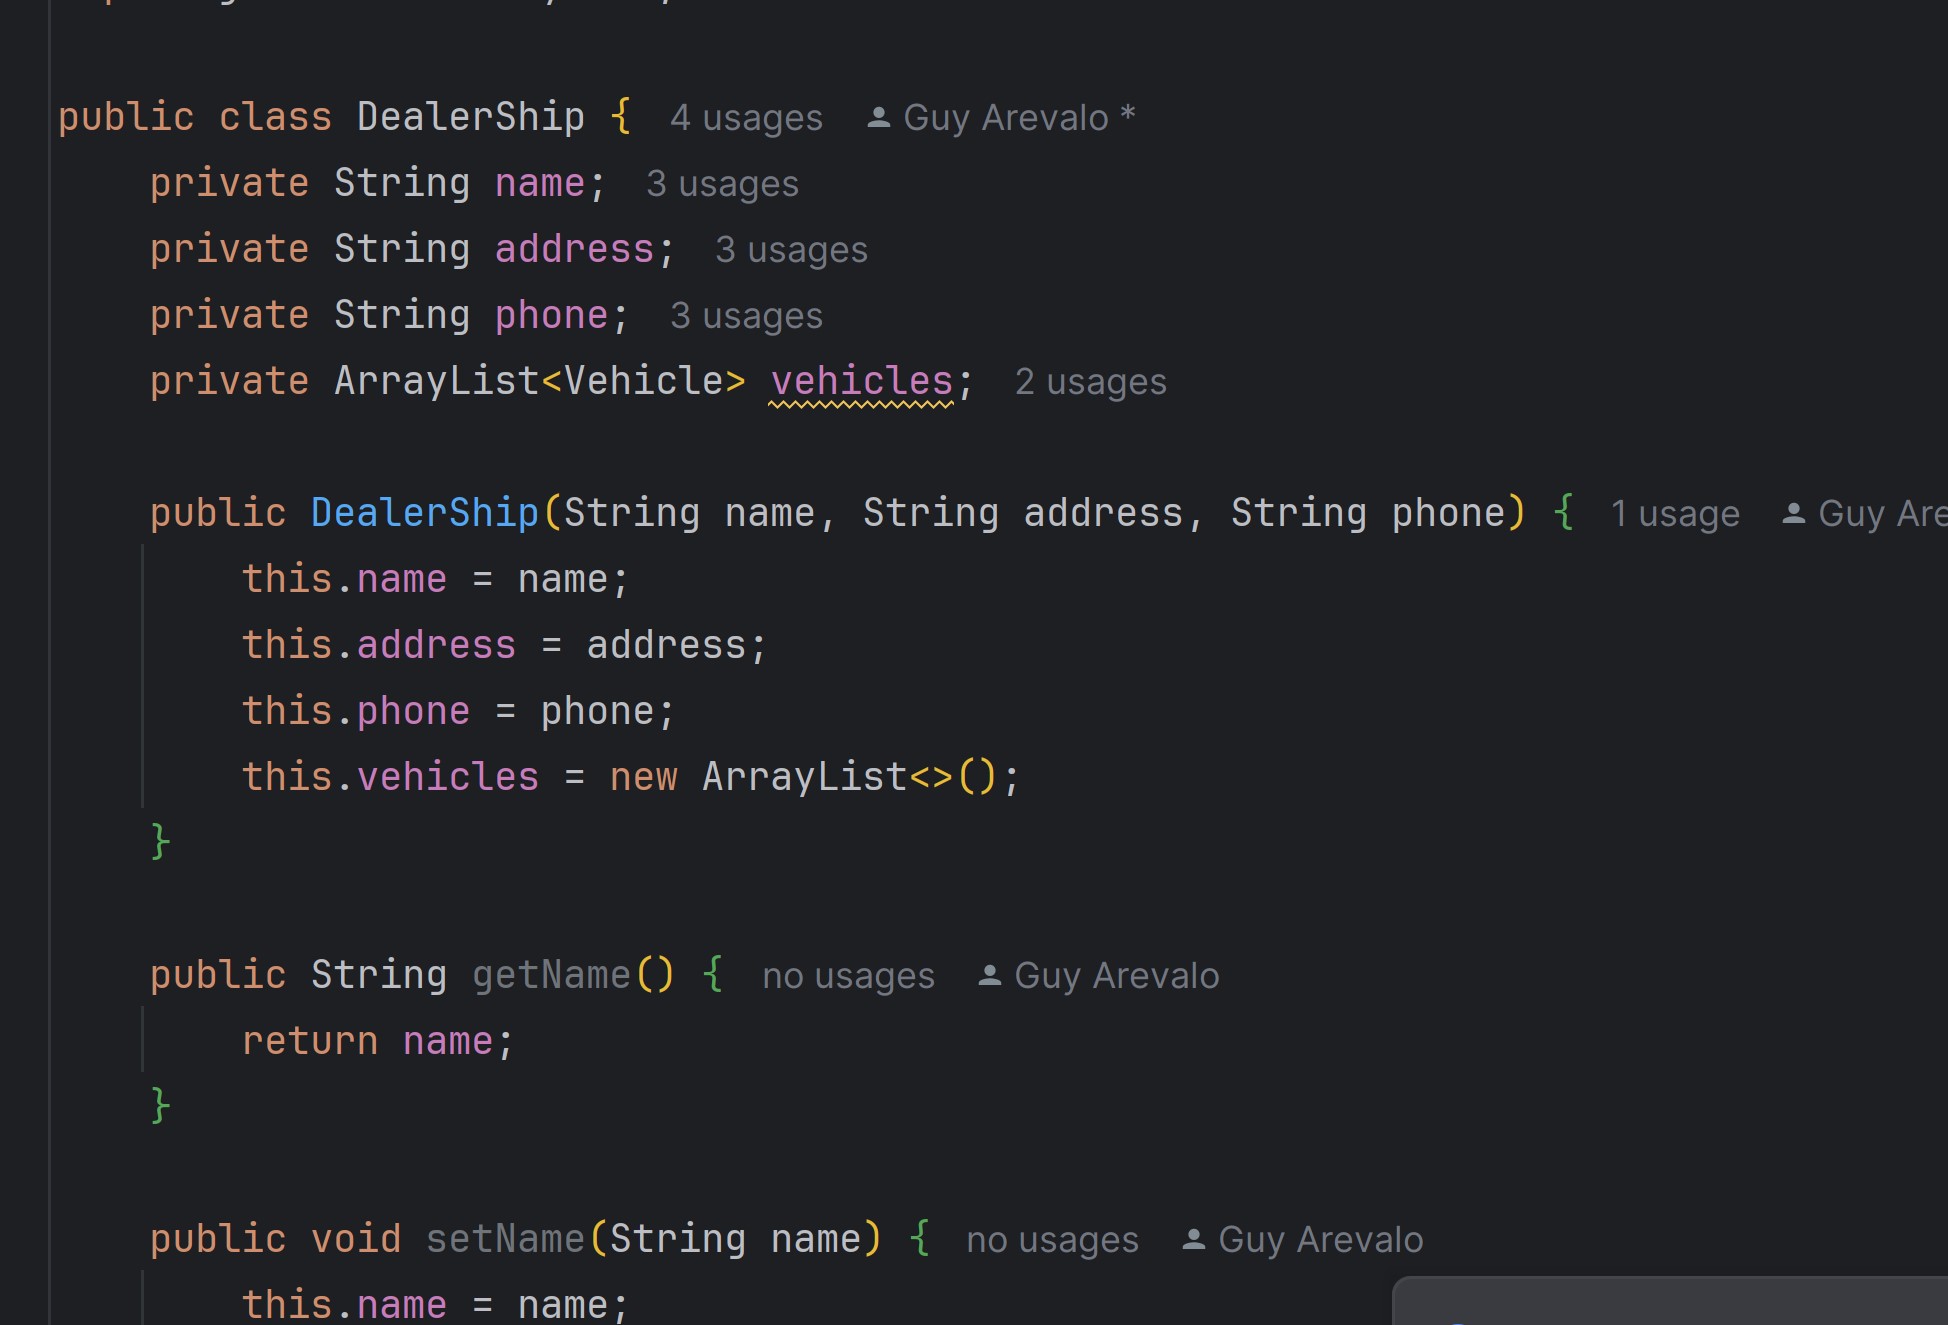 public class DealerShip { 4 usages Guy Arevalo *
private String name; 3 usages
private String address; 3 usages
private String phone; 3 usages
private ArrayList<Vehicle> vehicles; 2 usages
public DealerShip(String name, String address, String phone) { 1 usage Guy Are
this.name = name;
this.address = address;
this.phone = phone;
this.vehicles = new ArrayList<>();
}
public String getName() { no usages Guy Arevalo
return name;
}
public void setName(String name) { no usages Guy Arevalo
this.name = name;